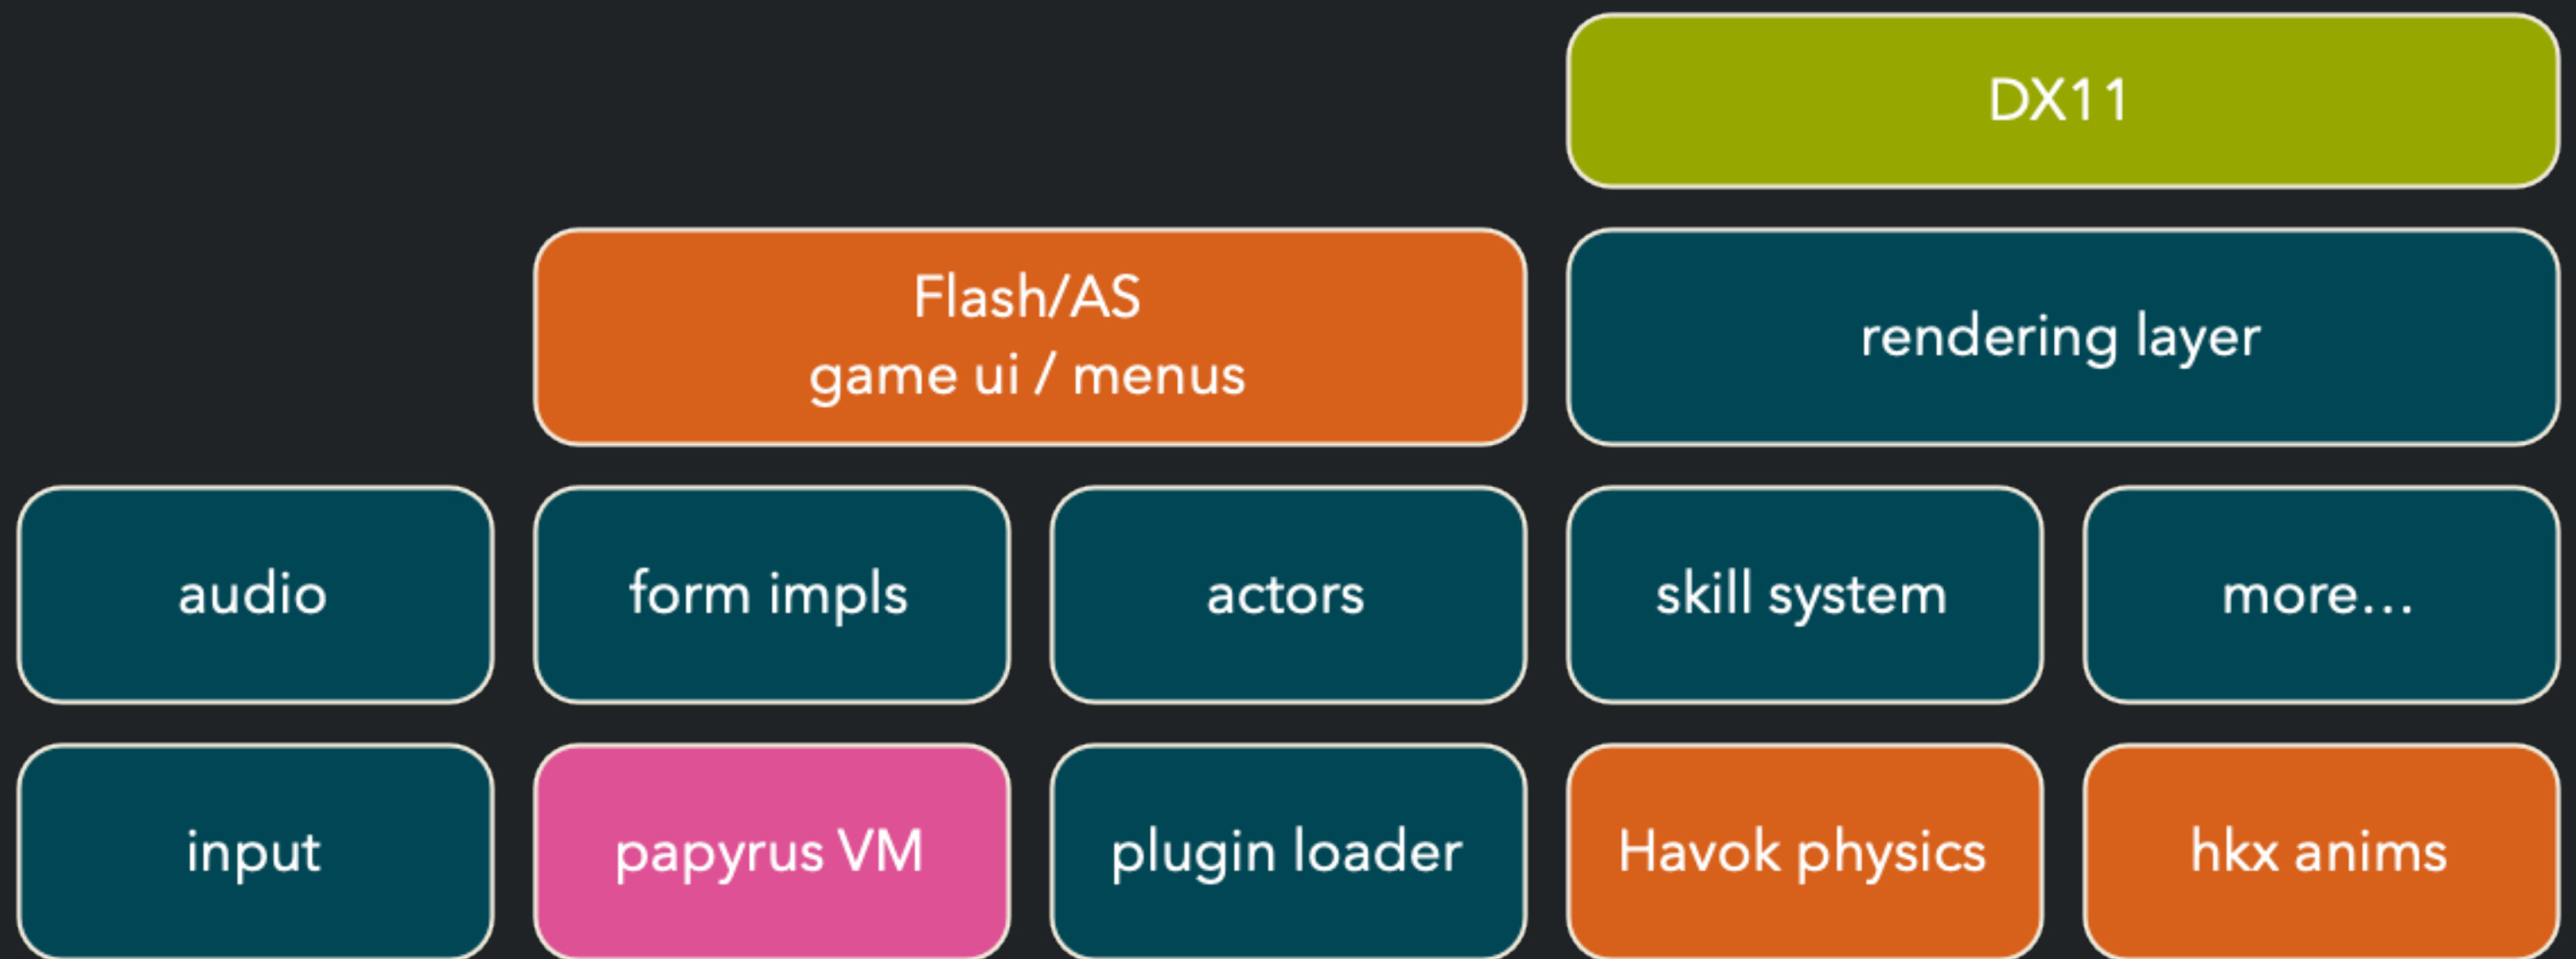 DX11
Flash/AS
game ui / menus
rendering layer
audio
form impls
actors
skill system
more...
input
papyrus VM
plugin loader
Havok physics
hkx anims